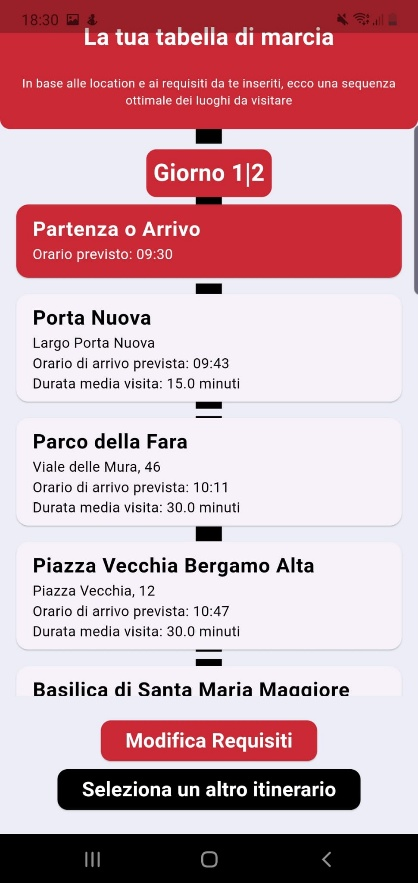 18:30
La tua tabella di marcia
In base alle location e ai requisiti da te inseriti, ecco una sequenza
ottimale dei luoghi da visitare
Giorno 1|2
Partenza o Arrivo
Orario previsto: 09:30
Porta Nuova
Largo Porta Nuova
Orario di arrivo prevista: 09:43
Durata media visita: 15.0 minuti
Parco della Fara
Viale delle Mura, 46
Orario di arrivo prevista: 10:11
Durata media visita: 30.0 minuti
Piazza Vecchia Bergamo Alta
Piazza Vecchia, 12
Orario di arrivo prevista: 10:47
Durata media visita: 30.0 minuti
Basilica di Santa Maria Maggiore
Modifica Requisiti
Seleziona un altro itinerario